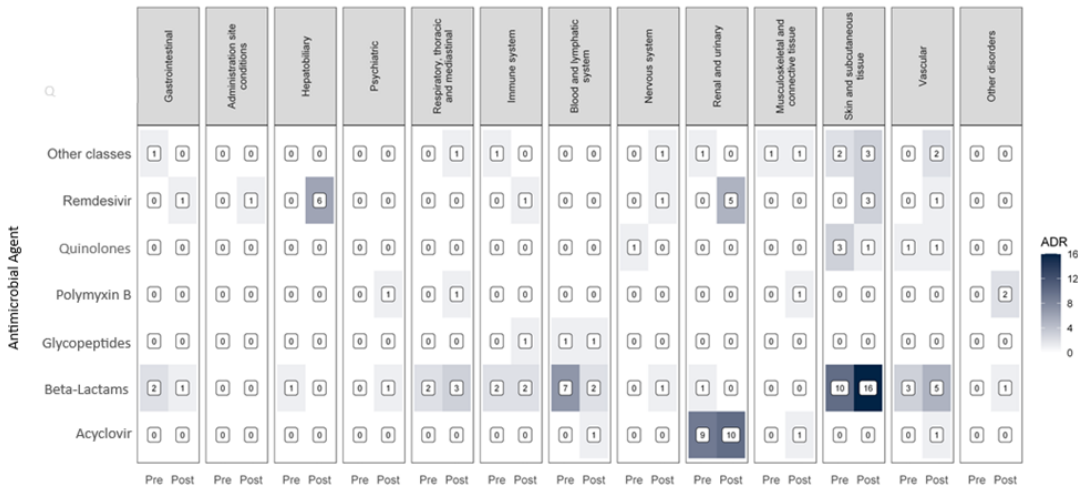 Gastrointestinal
Administration site
conditions
Hepatobiliary
Psychiatric
Respiratory, thoracic
and mediastinal
Immune system
Blood and lymphatic
system
Nervous system
Renal and urinary
Musculoskeletal and
connective tissue
Skin and subcutaneous
tissue
Vascular
Other disorders
Antimicrobial Agent
Other classes 1 0 0 0 0 0 0 0 0 1 1 0 0 0 0 1 1 0 1 1 2 3 0 2 0 0
Remdesivir 0 1 0 1 0 6 0 0 0 0 0 1 0 0 0 1 0 5 0 0 0 3 0 1 0 0
Quinolones 0 0 0 0 0 0 0 0 0 0 0 0 0 0 1 0 0 0 0 0 3 1 1 1 0 0
Polymyxin B 0 0 0 0 0 0 0 1 0 1 0 0 0 0 0 0 0 0 0 1 0 0 0 0 0 2
Glycopeptides 0 0 0 0 0 0 0 0 0 0 0 1 1 1 0 0 0 0 0 0 0 0 0 0 0 0
Beta-Lactams 2 1 0 0 1 0 0 1 2 3 2 2 7 2 0 1 1 0 0 0 10 16 3 5 0 1
Acyclovir 0 0 0 0 0 0 0 0 0 0 0 0 0 1 0 0 9 10 0 1 0 0 0 1 0 0
Pre Post Pre Post Pre Post Pre Post Pre Post Pre Post Pre Post Pre Post Pre Post Pre Post Pre Post Pre Post Pre Post
ADR
16
12
8
4
0